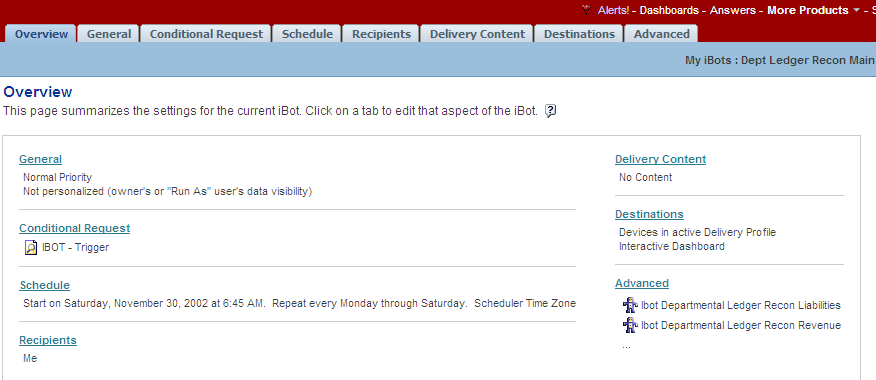 Alerts! - Dashboards - Answers - More Products - S
Overview General Conditional Request Schedule Recipients Delivery Content Destinations Advanced
My iBots : Dept Ledger Recon Main
Overview
This page summarizes the settings for the current iBot. Click on a tab to edit that aspect of the iBot. ?
General
Normal Priority
Not personalized (owner's or "Run As" user's data visibility)
Conditional Request
IBOT - Trigger
Schedule
Start on Saturday, November 30, 2002 at 6:45 AM. Repeat every Monday through Saturday. Scheduler Time Zone
Recipients
Me
Delivery Content
No Content
Destinations
Devices in active Delivery Profile
Interactive Dashboard
Advanced
Ibot Departmental Ledger Recon Liabilities
Ibot Departmental Ledger Recon Revenue
...